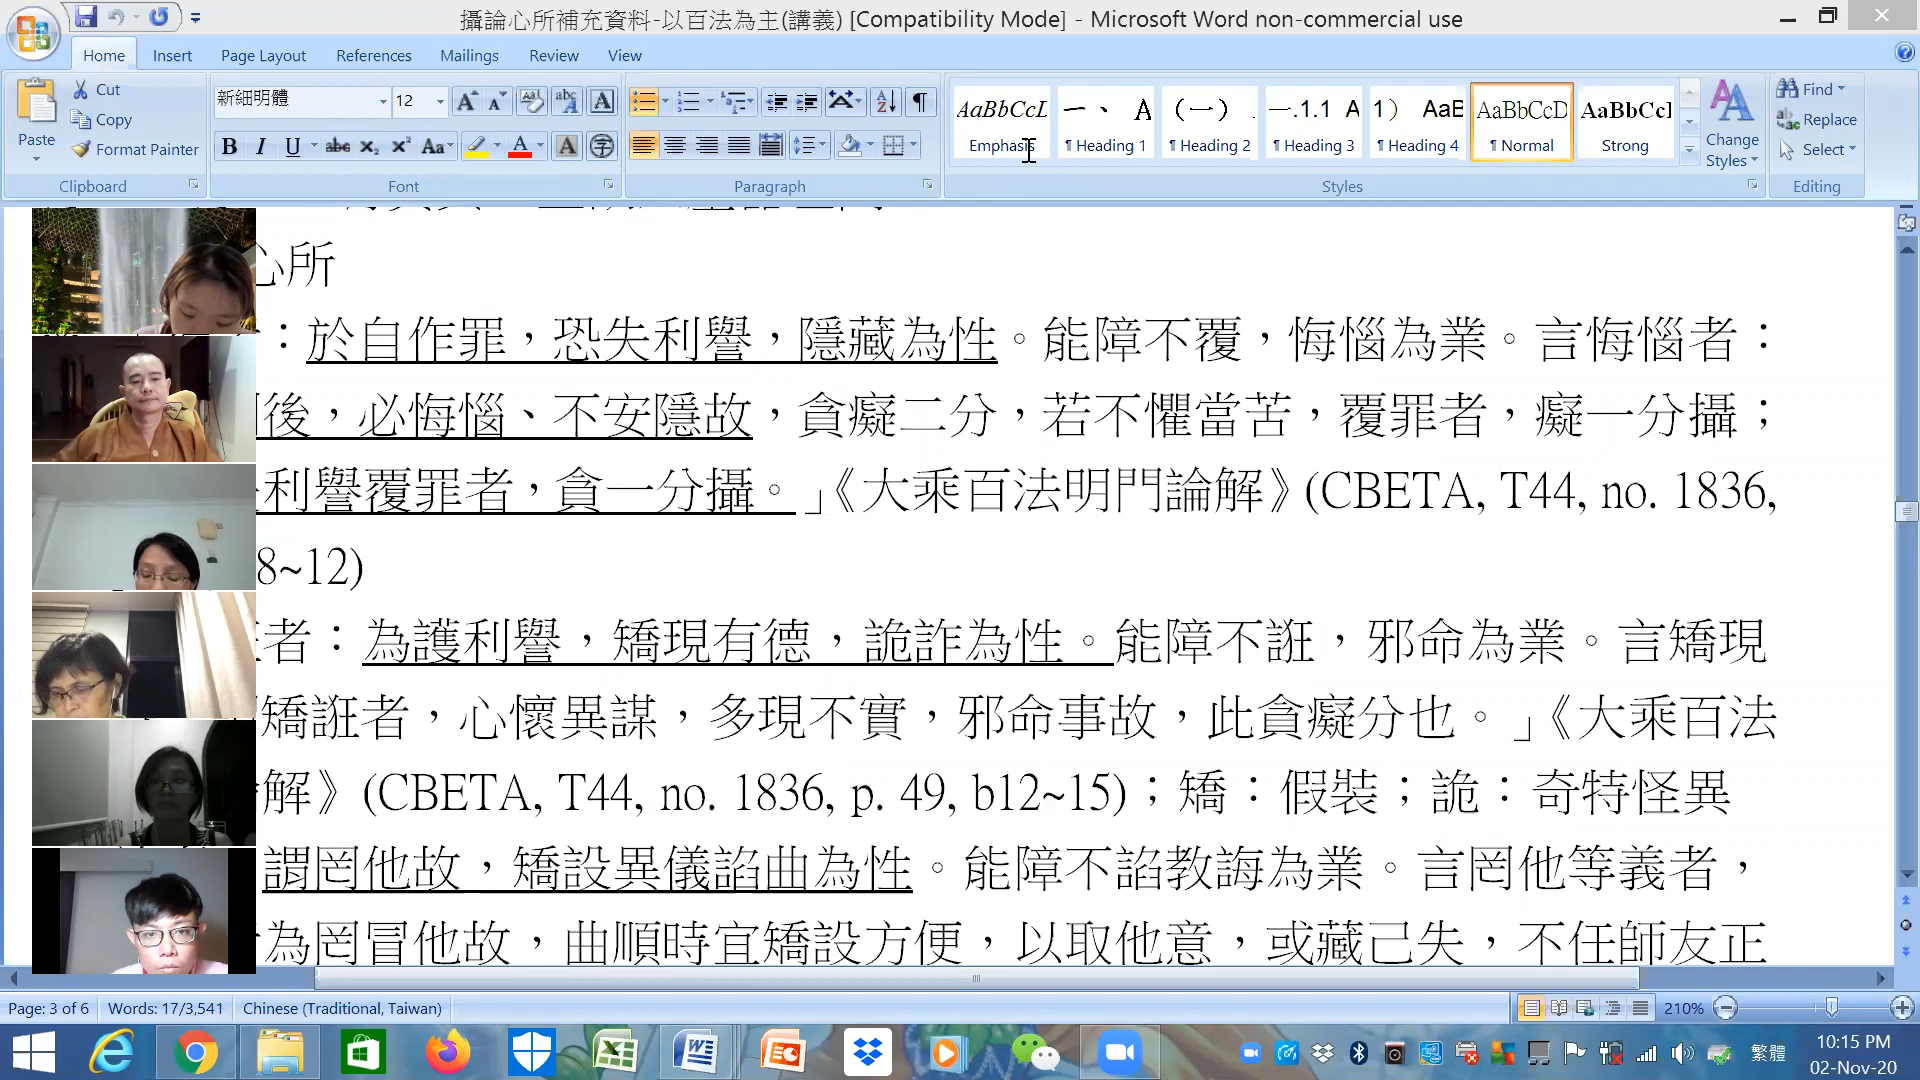 攝論心所補充資料-以百法為主(講義) [Compatibility Mode] - Microsoft Word non-commercial use
Home Insert Page Layout References Mailings Review View
Paste
Cut
Copy
Format Painter
Clipboard
新細明體 12
Font
Paragraph
AaBbCcL 一、 A （一） . 一.1.1 A 1） AaB AaBbCcD AaBbCcI
Emphasis ¶ Heading 1 ¶ Heading 2 ¶ Heading 3 ¶ Heading 4 ¶ Normal Strong
Styles
Change Styles
Find
Replace
Select
Editing
心所
：於自作罪，恐失利譽，隱藏為性。能障不覆，悔惱為業。言悔惱者：
後，必悔惱、不安隱故，貪癡二分，若不懼當苦，覆罪者，癡一分攝；
利譽覆罪者，貪一分攝。」《大乘百法明門論解》(CBETA, T44, no. 1836,
8~12)
者：為護利譽，矯現有德，詭詐為性。能障不誑，邪命為業。言矯現
矯誑者，心懷異謀，多現不實，邪命事故，此貪癡分也。」《大乘百法
解》(CBETA, T44, no. 1836, p. 49, b12~15)；矯：假裝；詭：奇特怪異
謂罔他故，矯設異儀諂曲為性。能障不諂教誨為業。言罔他等義者，
為罔冒他故，曲順時宜矯設方便，以取他意，或藏己失，不任師友正
Page: 3 of 6 Words: 17/3,541 Chinese (Traditional, Taiwan) 210%
繁體
10:15 PM
02-Nov-20